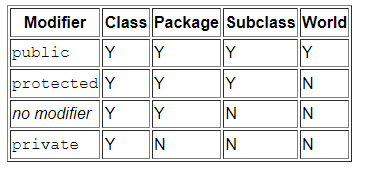 Modifier Class Package Subclass World
public Y Y Y Y
protected Y Y Y N
no modifier Y Y N N
private Y N N N